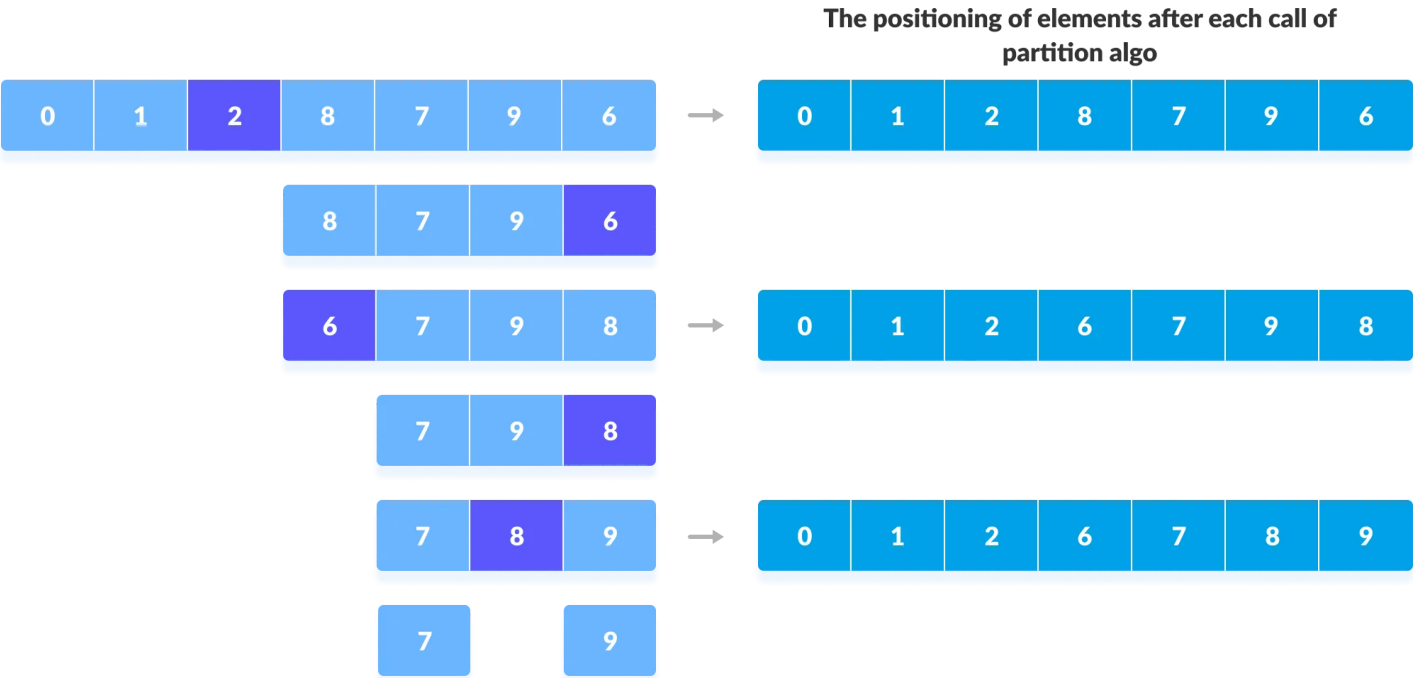 The positioning of elements after each call of
partition algo
0 1 2 8 7 9 6 0 1 2 8 7 9 6
8 7 9 6
6 7 9 8 0 1 2 6 7 9 8
7 9 8
7 8 9 0 1 2 6 7 8 9
7 9